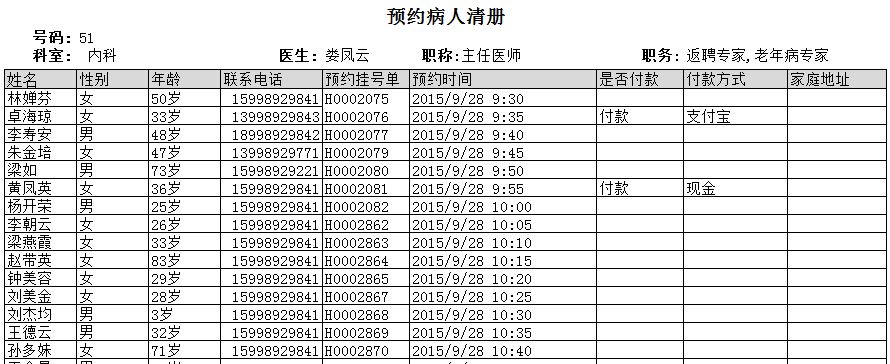 预约病人清册
号码: 51
科室: 内科 医生: 娄凤云 职称:主任医师 职务: 返聘专家,老年病专家
姓名 性别 年龄 联系电话 预约挂号单 预约时间 是否付款 付款方式 家庭地址
林婵芬 女 50岁 15998929841 H0002075 2015/9/28 9:30
卓海琼 女 33岁 13998929843 H0002076 2015/9/28 9:35 付款 支付宝
李寿安 男 48岁 18998929842 H0002077 2015/9/28 9:40
朱金培 女 47岁 13998929771 H0002079 2015/9/28 9:45
梁如 男 73岁 15998929221 H0002080 2015/9/28 9:50
黄凤英 女 36岁 15998929841 H0002081 2015/9/28 9:55 付款 现金
杨开荣 男 25岁 15998929841 H0002082 2015/9/28 10:00
李朝云 女 26岁 15998929841 H0002862 2015/9/28 10:05
梁燕霞 女 33岁 15998929841 H0002863 2015/9/28 10:10
赵带英 女 83岁 15998929841 H0002864 2015/9/28 10:15
钟美容 女 29岁 15998929841 H0002865 2015/9/28 10:20
刘美金 女 28岁 15998929841 H0002867 2015/9/28 10:25
刘杰均 男 3岁 15998929841 H0002868 2015/9/28 10:30
王德云 男 32岁 15998929841 H0002869 2015/9/28 10:35
孙多姝 女 71岁 15998929841 H0002870 2015/9/28 10:40